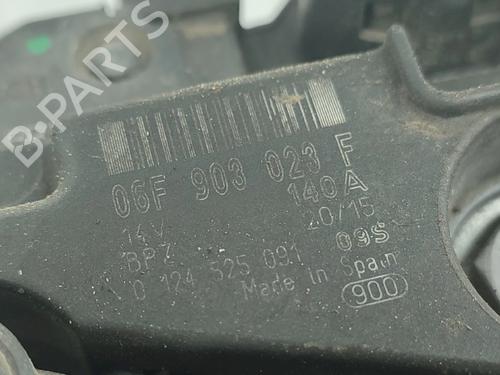 B-PARTS
06F 903 023 F
14V 140A
BPZ 20/15
0 124 525 091 09S
Made in Spain
900